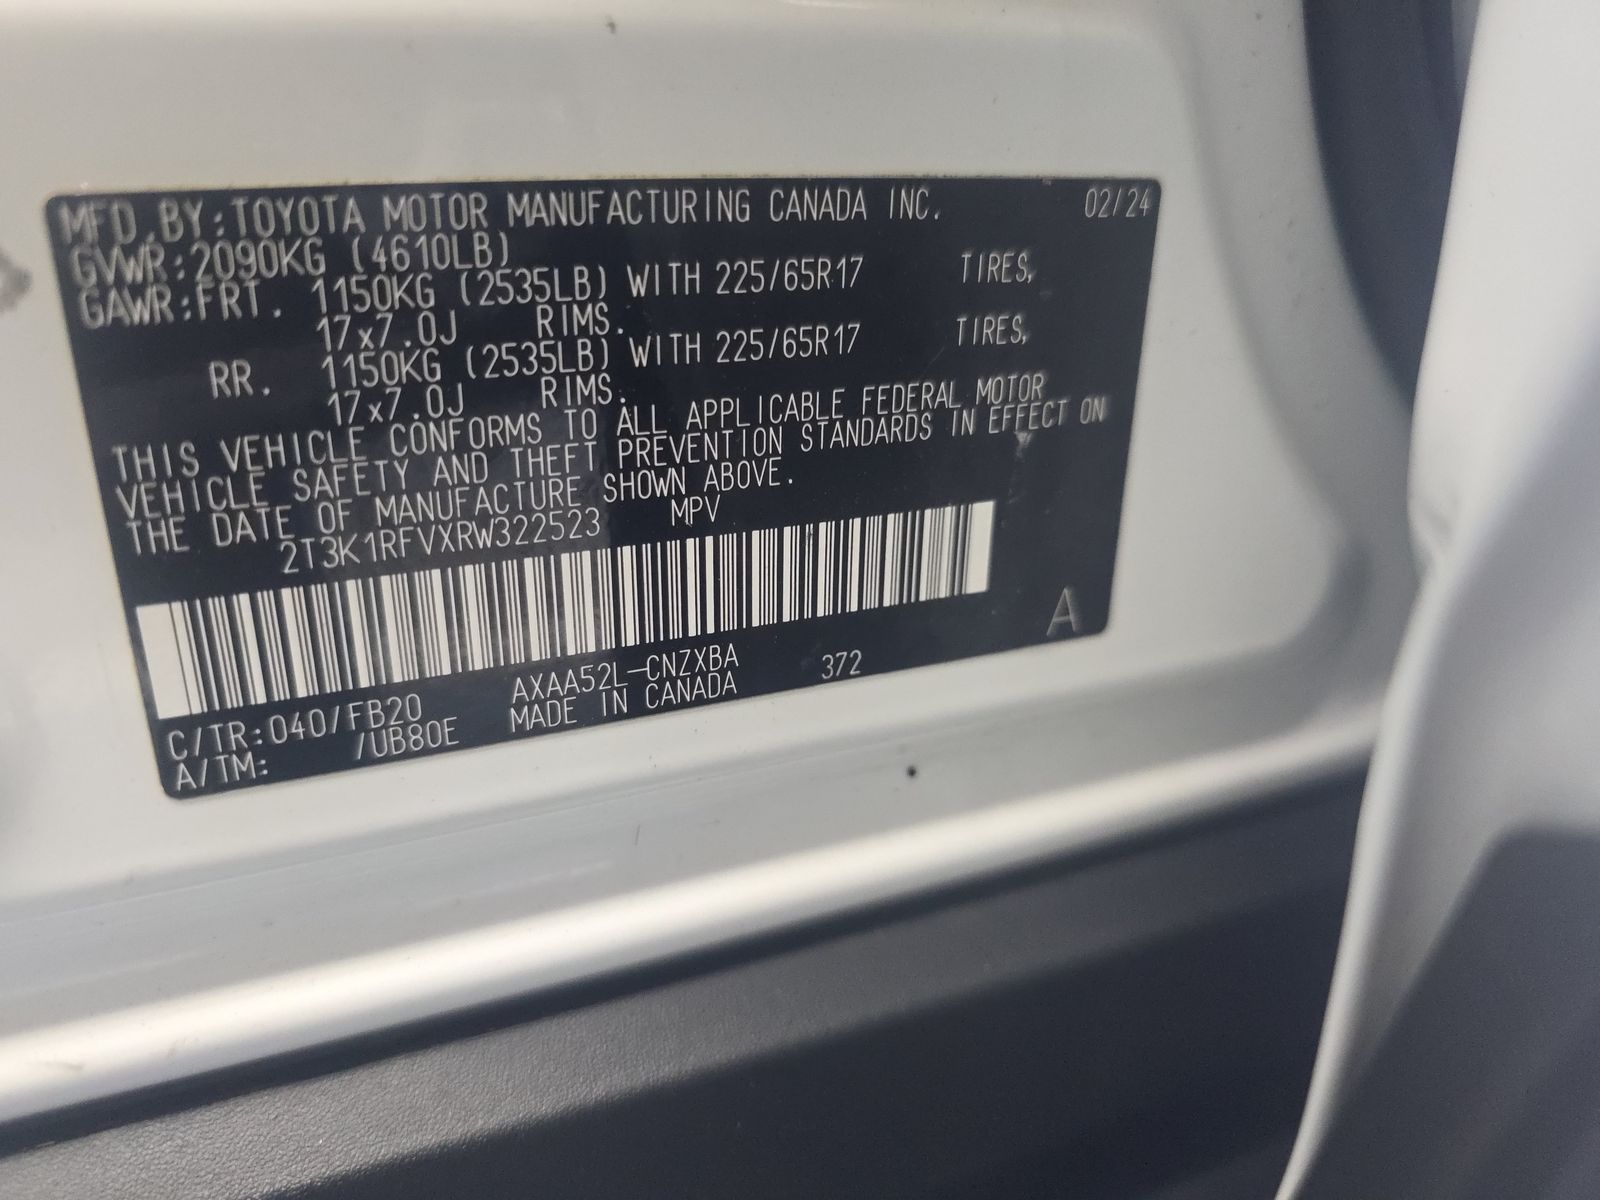 MFD.BY:TOYOTA MOTOR MANUFACTURING CANADA INC. 02/24
GVWR:2090KG (4610LB)
GAWR:FRT. 1150KG (2535LB) WITH 225/65R17 TIRES,
17x7.0J RIMS.
RR. 1150KG (2535LB) WITH 225/65R17 TIRES,
17x7.0J RIMS.
THIS VEHICLE CONFORMS TO ALL APPLICABLE FEDERAL MOTOR
VEHICLE SAFETY AND THEFT PREVENTION STANDARDS IN EFFECT ON
THE DATE OF MANUFACTURE SHOWN ABOVE.
2T3K1RFVXRW322523 MPV
A
C/TR:040/FB20 AXAA52L-CNZXBA 372
A/TM: /UB80E MADE IN CANADA